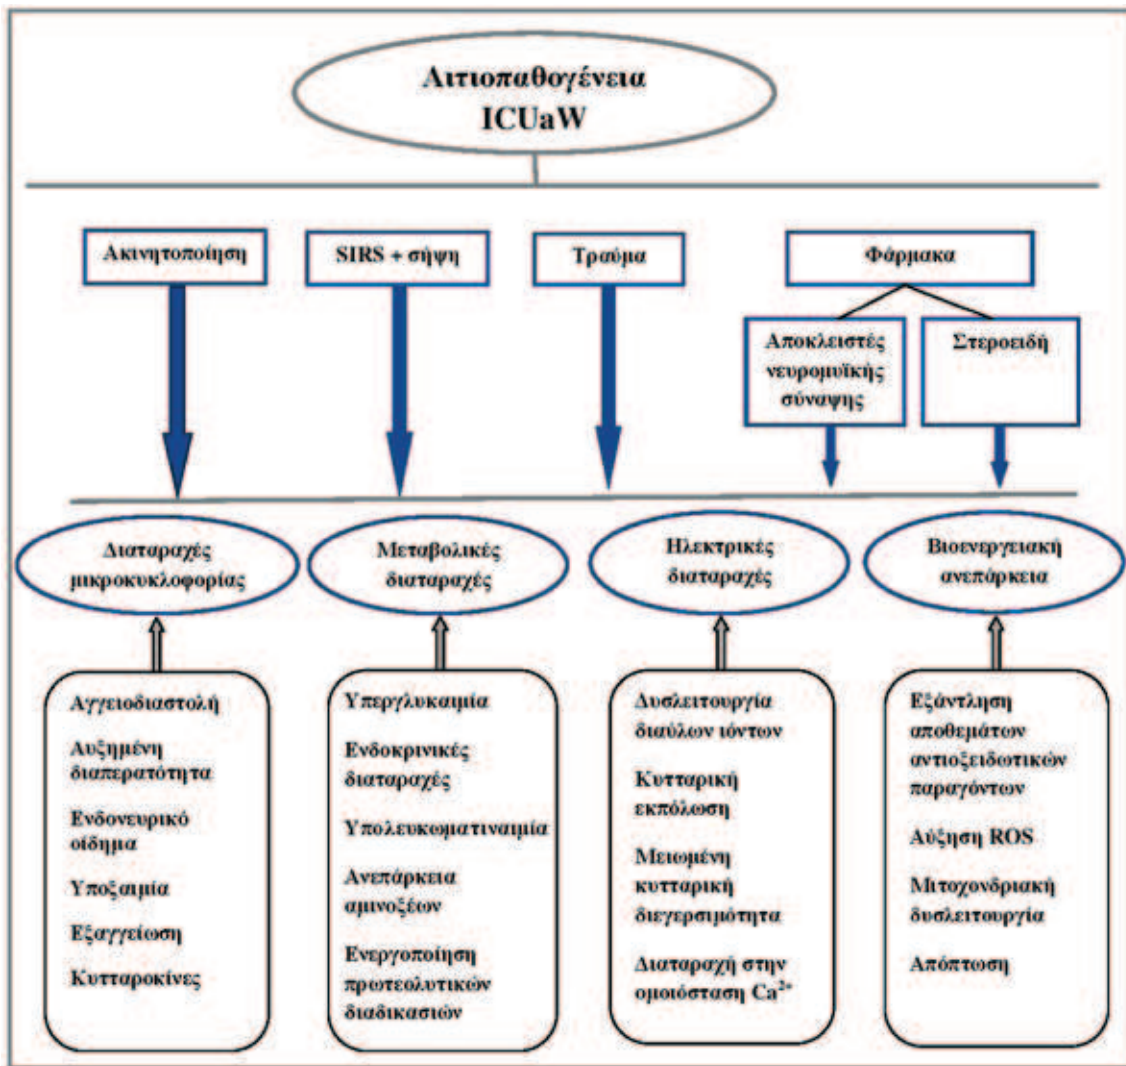 Λιτιοπαθογένεια
ICUaW
Ακινητοποίηση
SIRS + σήψη
Τραύμα
Φάρμακα
Αποκλειστές
νευρομυϊκής
σύναψης
Στεροειδή
Διαταραχές
μικροκυκλοφορίας
Μεταβολικές
διαταραχές
Ηλεκτρικές
διαταραχές
Βιοενεργειακή
ανεπάρκεια
Αγγειοδιαστολή
Αυξημένη
διαπερατότητα
Ενδονευρικό
οίδημα
Υποξαιμία
Εξαγγείωση
Κυτταροκίνες
Υπεργλυκαιμία
Ενδοκρινικές
διαταραχές
Υπολευκωματιναιμία
Ανεπάρκεια
αμινοξέων
Ενεργοποίηση
πρωτεολυτικών
διαδικασιών
Δυσλειτουργία
διαύλων ιόντων
Κυτταρική
εκπόλωση
Μειωμένη
κυτταρική
διεγερσιμότητα
Διαταραχή στην
ομοιόσταση Ca²⁺
Εξάντληση
αποθεμάτων
αντιοξειδωτικών
παραγόντων
Αύξηση ROS
Μιτοχονδριακή
δυσλειτουργία
Απόπτωση